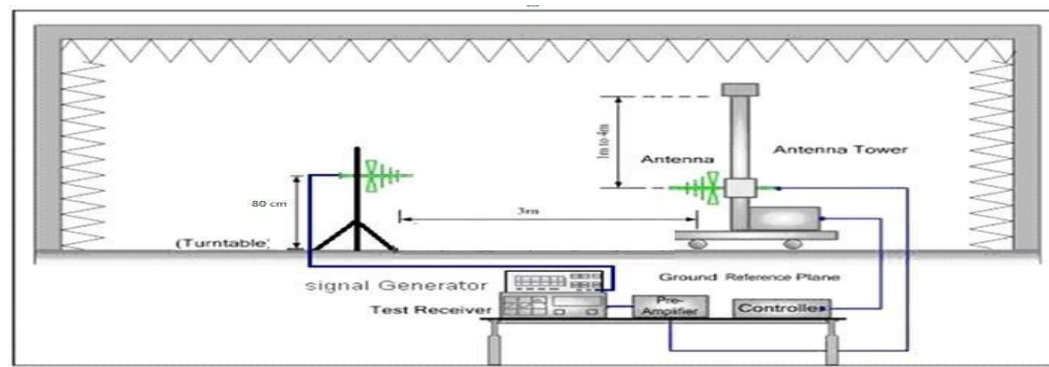 1m to 4m
Antenna
Antenna Tower
80 cm
3m
(Turntable)
Ground Reference Plane
signal Generator
Test Receiver
Pre-
Amplifier
Controller